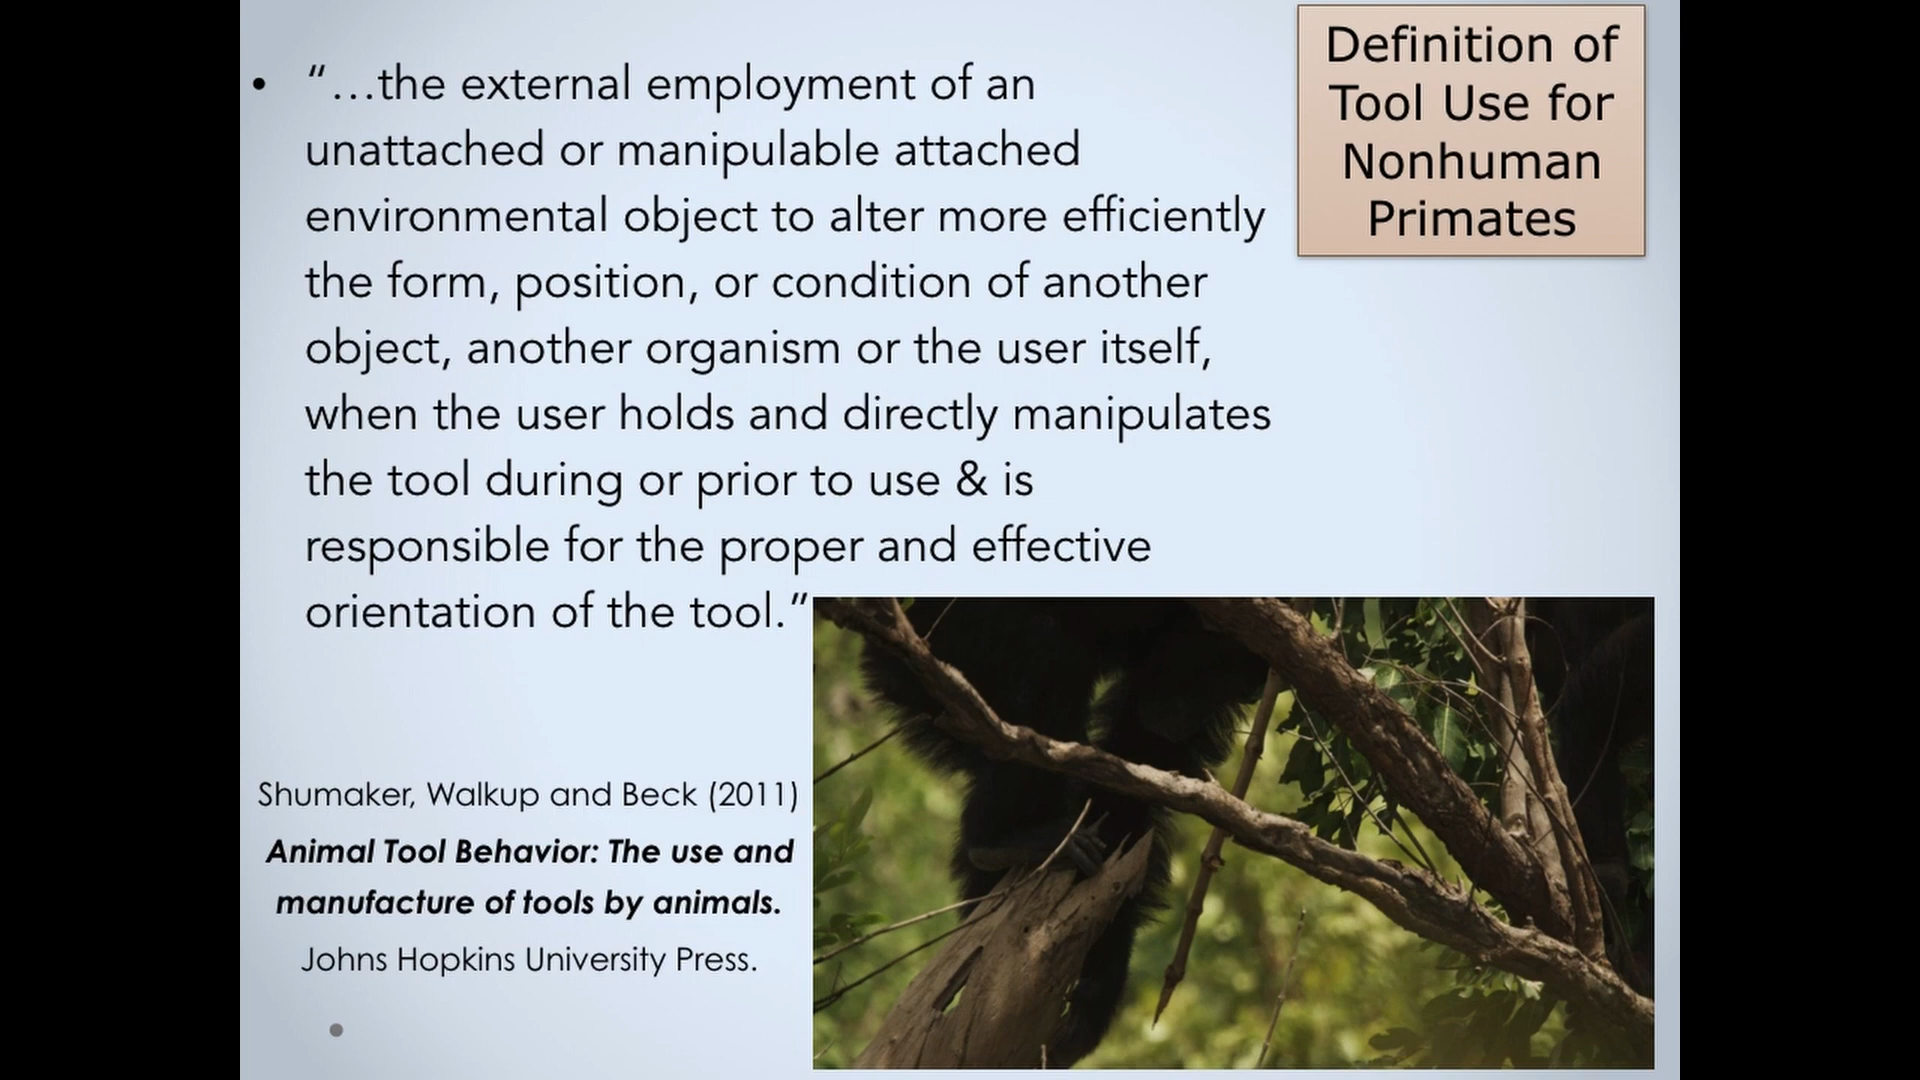 Definition of
Tool Use for
Nonhuman
Primates
• “…the external employment of an
unattached or manipulable attached
environmental object to alter more efficiently
the form, position, or condition of another
object, another organism or the user itself,
when the user holds and directly manipulates
the tool during or prior to use & is
responsible for the proper and effective
orientation of the tool.”
Shumaker, Walkup and Beck (2011)
Animal Tool Behavior: The use and
manufacture of tools by animals.
Johns Hopkins University Press.